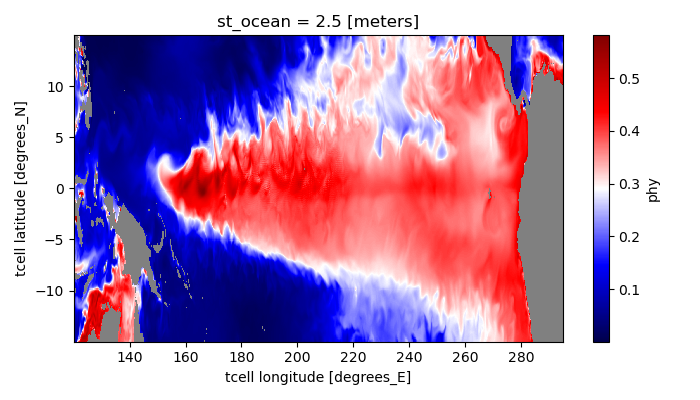 st_ocean = 2.5 [meters]
tcell latitude [degrees_N]
10
5
0
−5
−10
140 160 180 200 220 240 260 280
tcell longitude [degrees_E]
0.5
0.4
0.3
0.2
0.1
phy